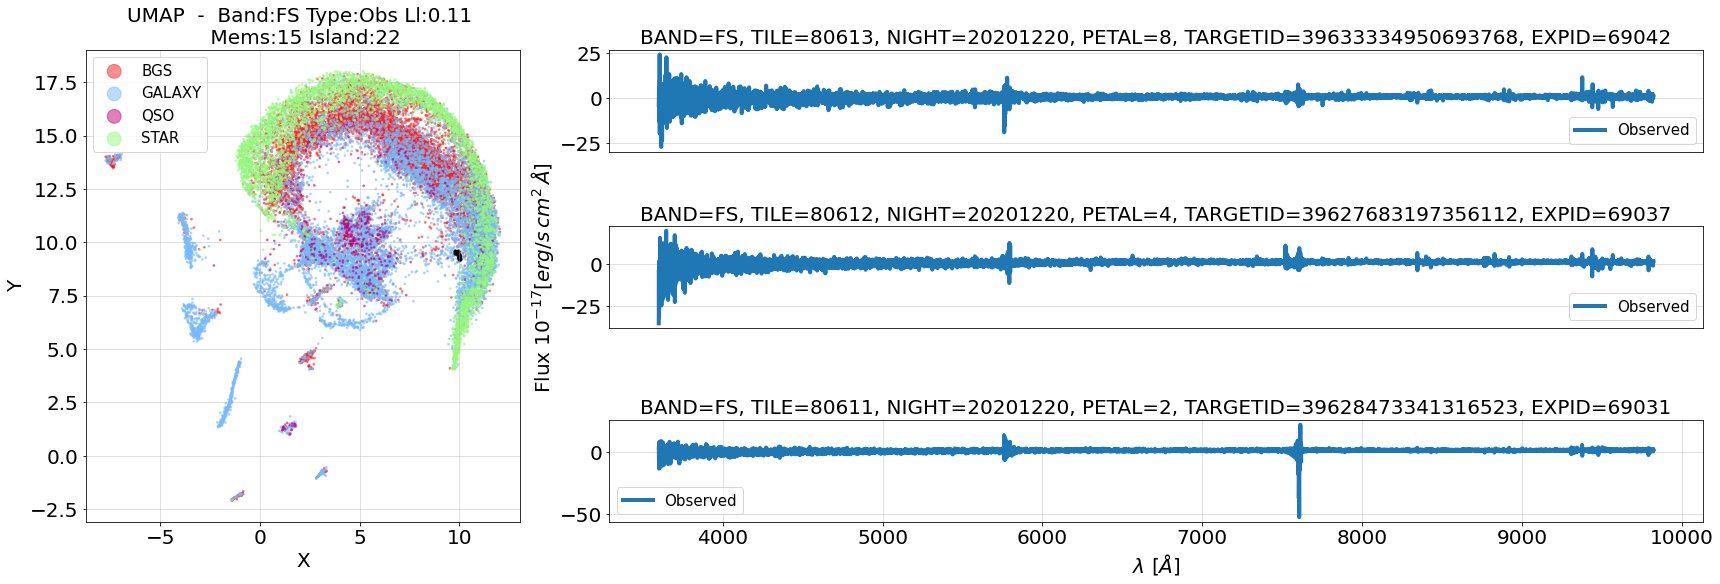 UMAP  -  Band:FS Type:Obs Ll:0.11
Mems:15 Island:22
BGS
GALAXY
QSO
STAR
17.5
15.0
12.5
10.0
7.5
5.0
2.5
0.0
−2.5
Y
−5
0
5
10
X
Flux 10⁻¹⁷[erg/s cm² Å]
BAND=FS, TILE=80613, NIGHT=20201220, PETAL=8, TARGETID=39633334950693768, EXPID=69042
25
0
−25
Observed
BAND=FS, TILE=80612, NIGHT=20201220, PETAL=4, TARGETID=39627683197356112, EXPID=69037
0
−25
Observed
BAND=FS, TILE=80611, NIGHT=20201220, PETAL=2, TARGETID=39628473341316523, EXPID=69031
0
−50
Observed
4000
5000
6000
7000
8000
9000
10000
λ [Å]